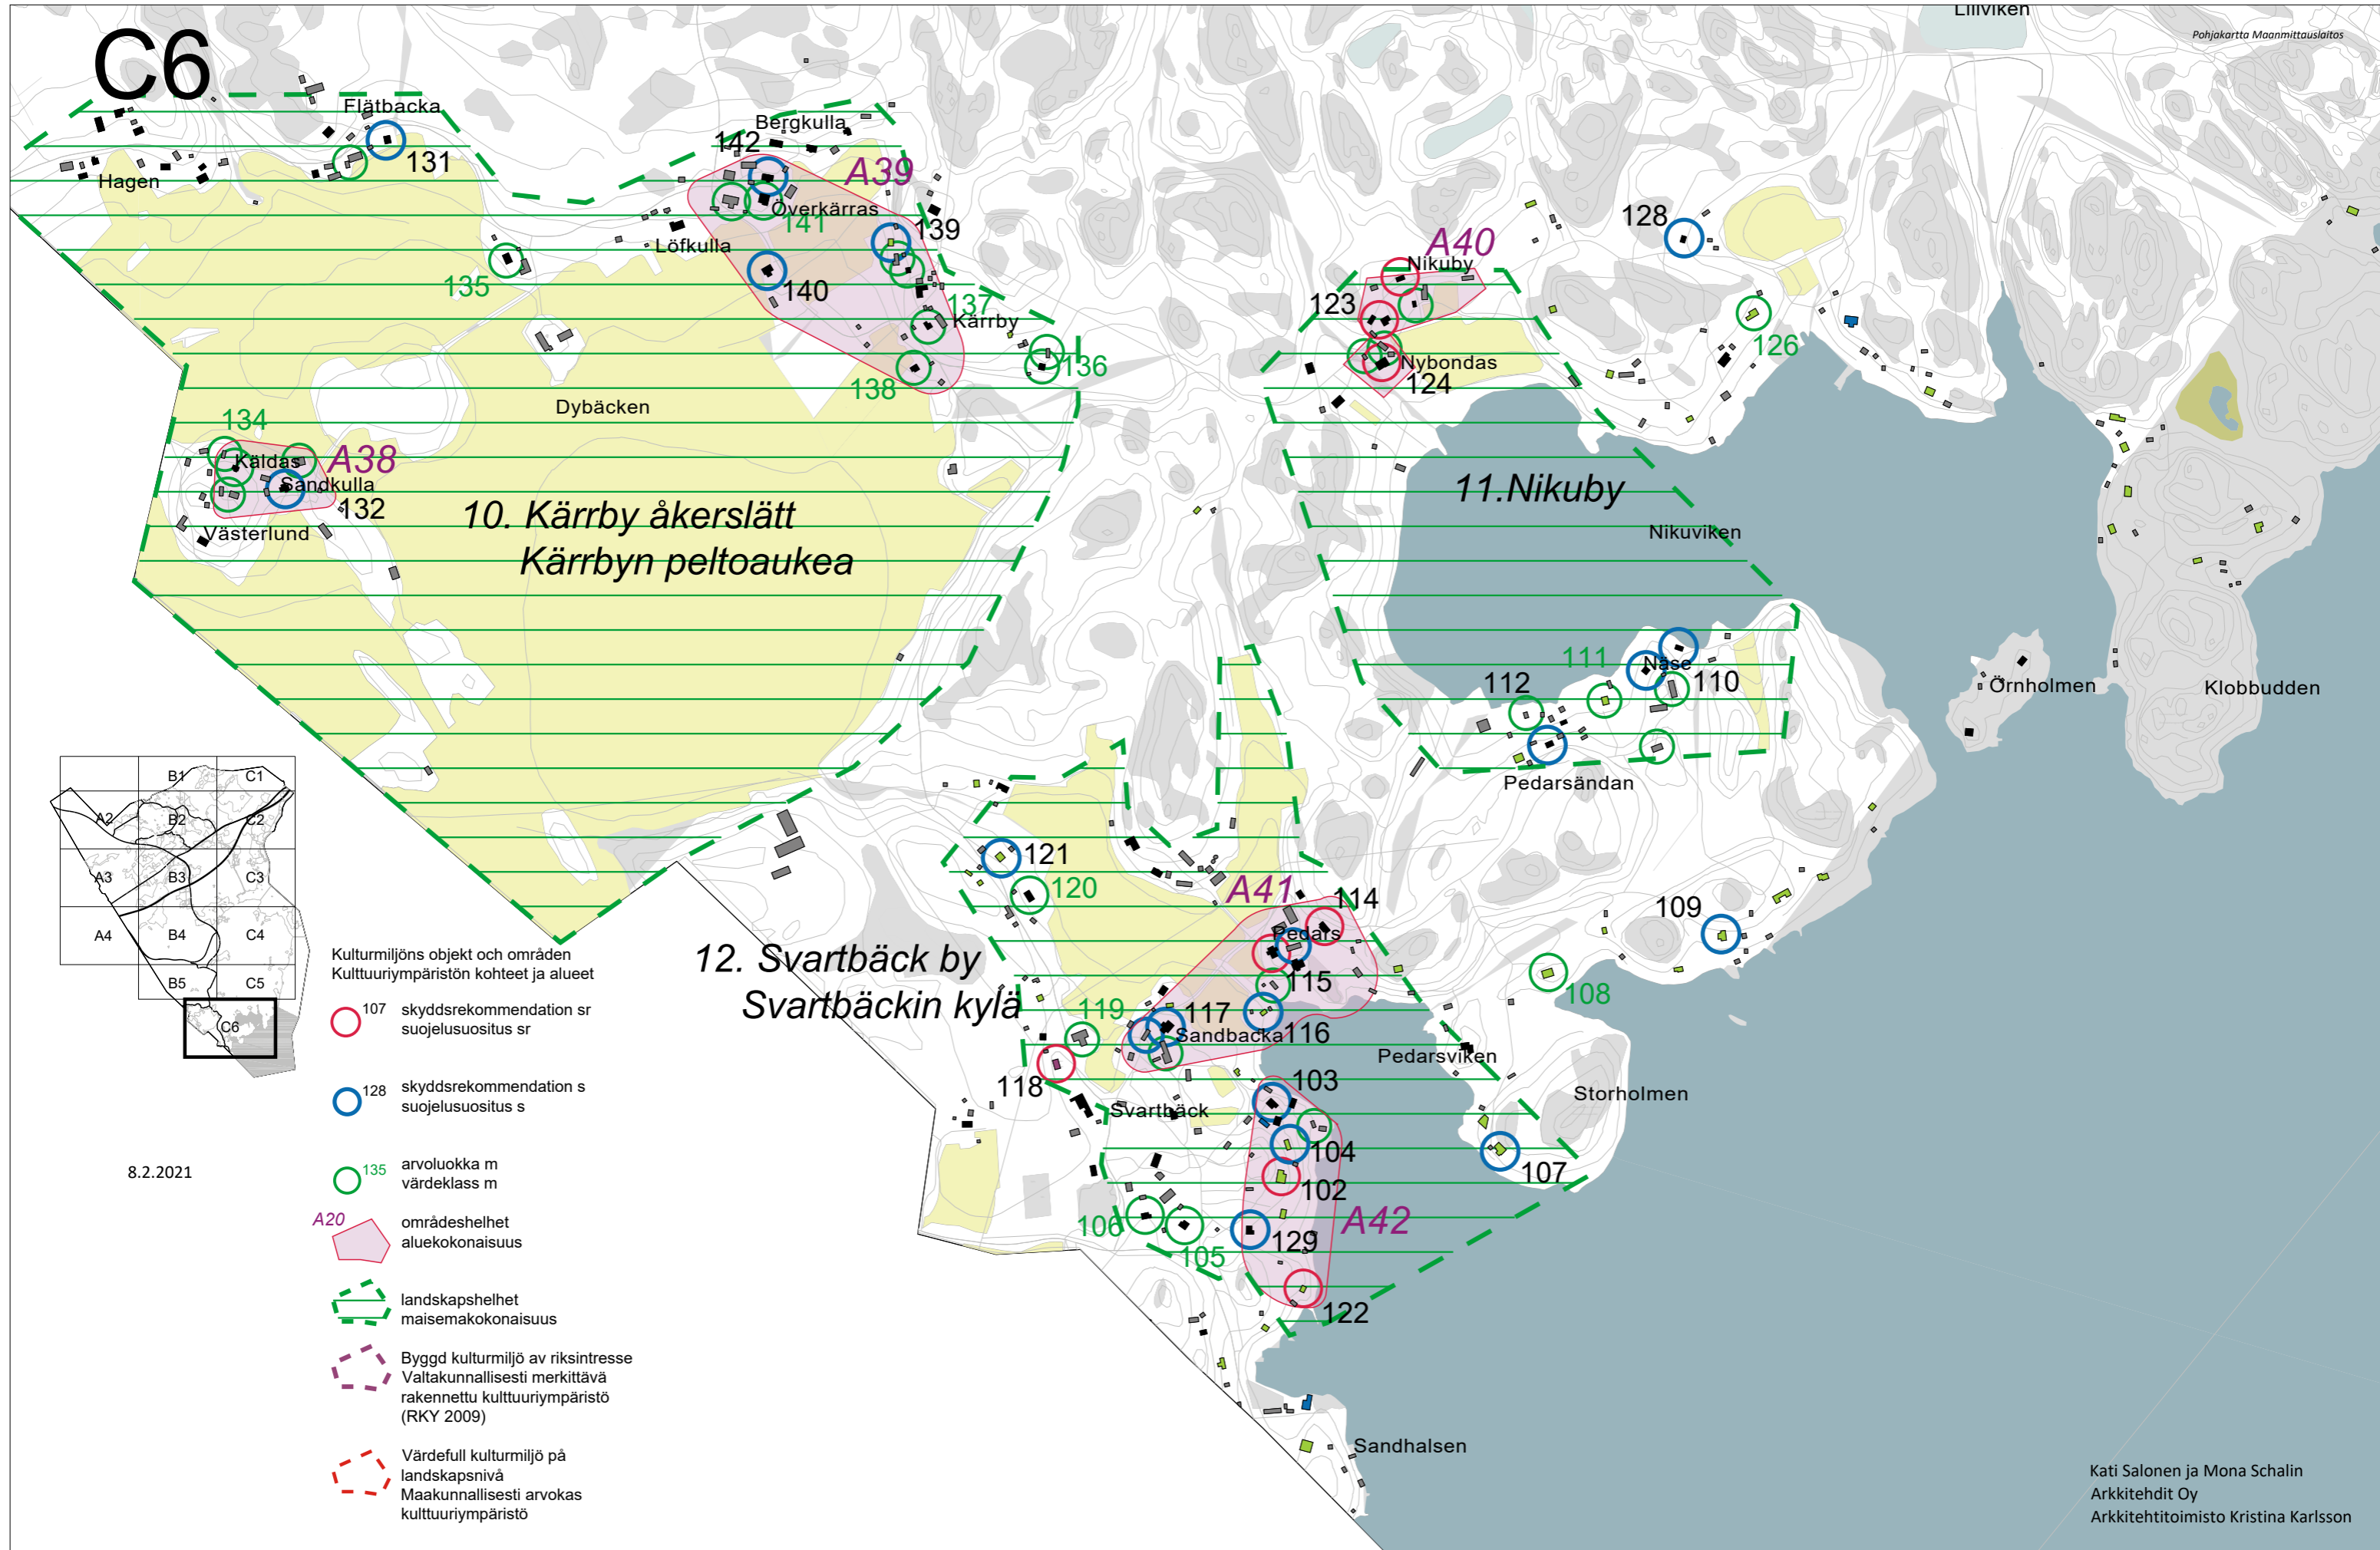 C6
Lillviken
Pohjakartta Maanmittauslaitos
Flätbacka
131
Hagen
Bergkulla
142
A39
Överkärras
141
139
Löfkulla
140
135
137
Kärrby
136
138
A40
Nikuby
123
Nybondas
124
128
126
Dybäcken
134
Käldas
A38
Sandkulla
132
Västerlund
10. Kärrby åkerslätt
Kärrbyn peltoaukea
11.Nikuby
Nikuviken
111
Näse
112
110
Pedarsändan
Örnholmen
Klobbudden
121
120
A41
114
Pedars
115
109
108
12. Svartbäck by
Svartbäckin kylä
119
117
Sandbacka
116
Pedarsviken
118
103
Svartbäck
Storholmen
104
107
102
106
A42
105
129
122
Sandhalsen
B1
C1
A2
B2
C2
A3
B3
C3
A4
B4
C4
B5
C5
C6
Kulturmiljöns objekt och områden
Kulttuuriympäristön kohteet ja alueet
107
skyddsrekommendation sr
suojelusuositus sr
128
skyddsrekommendation s
suojelusuositus s
135
arvoluokka m
värdeklass m
A20
områdeshelhet
aluekokonaisuus
landskapshelhet
maisemakokonaisuus
Byggd kulturmiljö av riksintresse
Valtakunnallisesti merkittävä
rakennettu kulttuuriympäristö
(RKY 2009)
Värdefull kulturmiljö på
landskapsnivå
Maakunnallisesti arvokas
kulttuuriympäristö
8.2.2021
Kati Salonen ja Mona Schalin
Arkkitehdit Oy
Arkkitehtitoimisto Kristina Karlsson